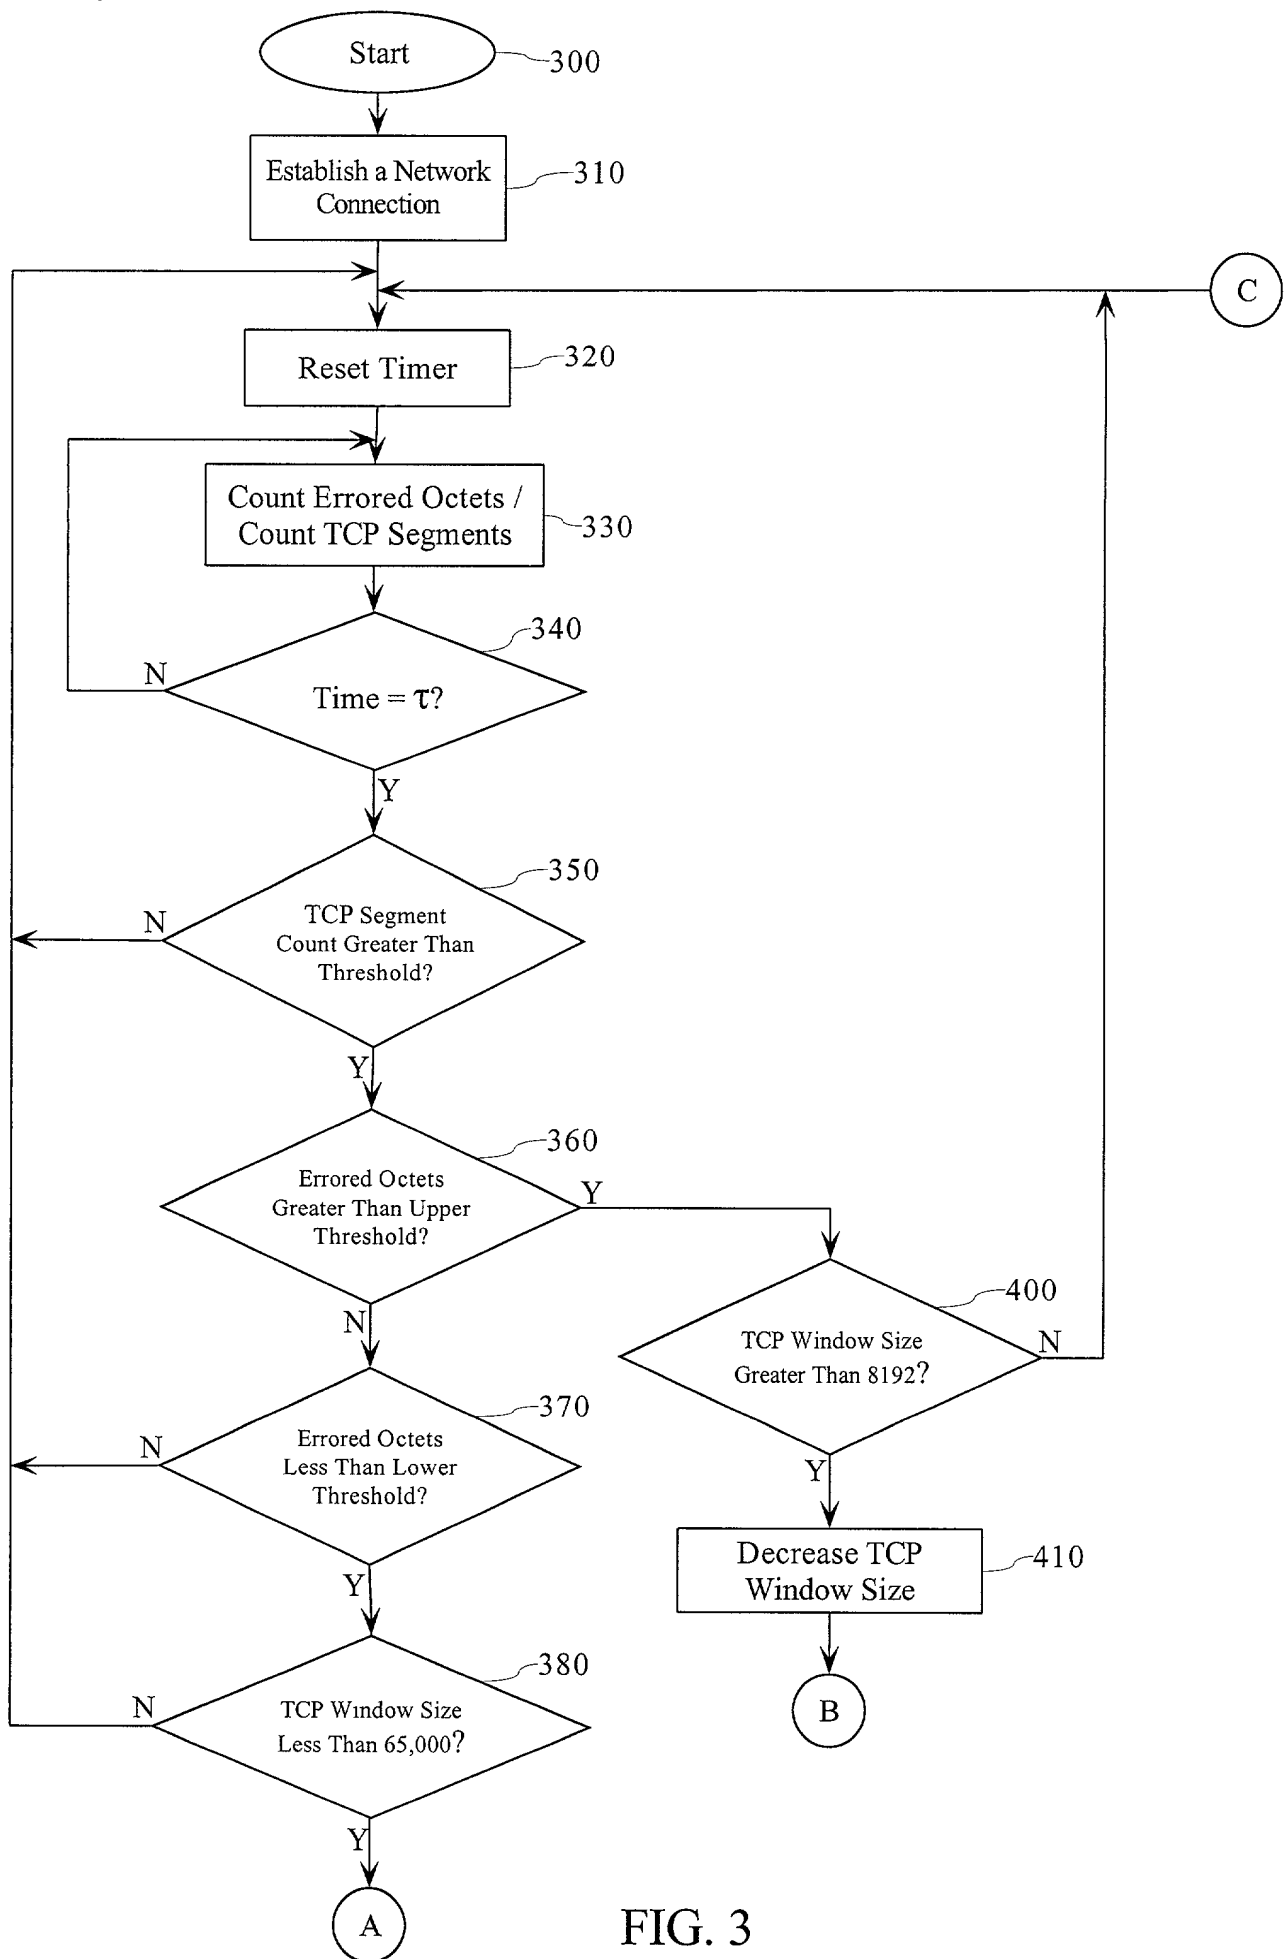 Start
300
Establish a Network
Connection
310
C
Reset Timer
320
Count Errored Octets /
Count TCP Segments
330
340
N
Time = τ?
Y
350
N
TCP Segment
Count Greater Than
Threshold?
Y
360
Errored Octets
Greater Than Upper
Threshold?
Y
N
400
TCP Window Size
Greater Than 8192?
N
Y
370
N
Errored Octets
Less Than Lower
Threshold?
Y
Decrease TCP
Window Size
410
B
380
N
TCP Window Size
Less Than 65,000?
Y
A
FIG. 3